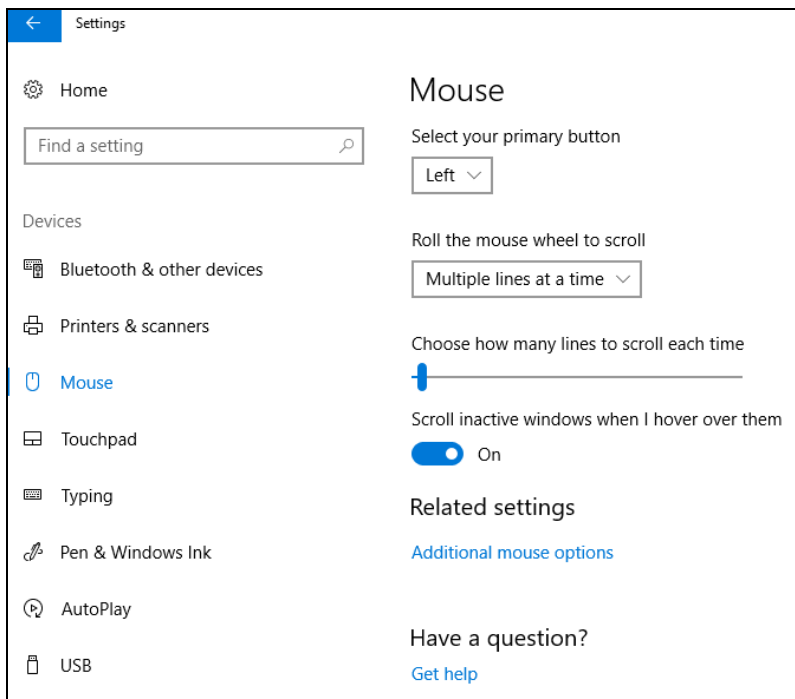 Settings
Home
Find a setting
Devices
Bluetooth & other devices
Printers & scanners
Mouse
Touchpad
Typing
Pen & Windows Ink
AutoPlay
USB
Mouse
Select your primary button
Left
Roll the mouse wheel to scroll
Multiple lines at a time
Choose how many lines to scroll each time
Scroll inactive windows when I hover over them
On
Related settings
Additional mouse options
Have a question?
Get help